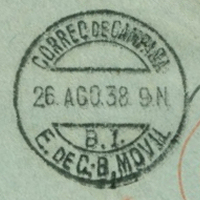 CORREO DE CAMPAÑA
26. AGO. 38. 9. N.
B. 1.
E. DE C. B. MOVIL